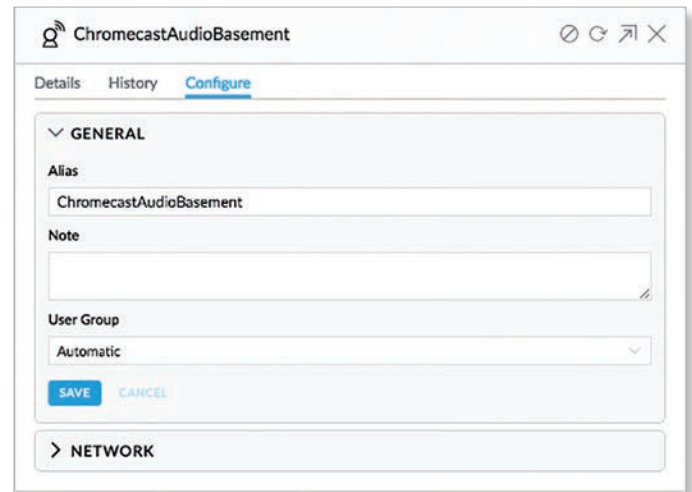 ChromecastAudioBasement
Details History Configure
GENERAL
Alias
ChromecastAudioBasement
Note
User Group
Automatic
SAVE CANCEL
NETWORK